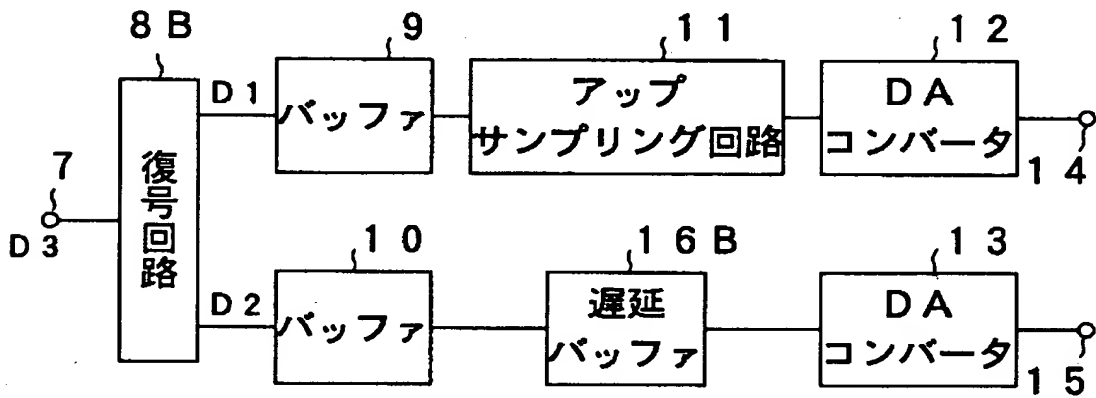 8B
9
11
12
D1
バッファ
アップ
サンプリング回路
DA
コンバータ
14
7
D3
復号回路
10
16B
13
D2
バッファ
遅延
バッファ
DA
コンバータ
15